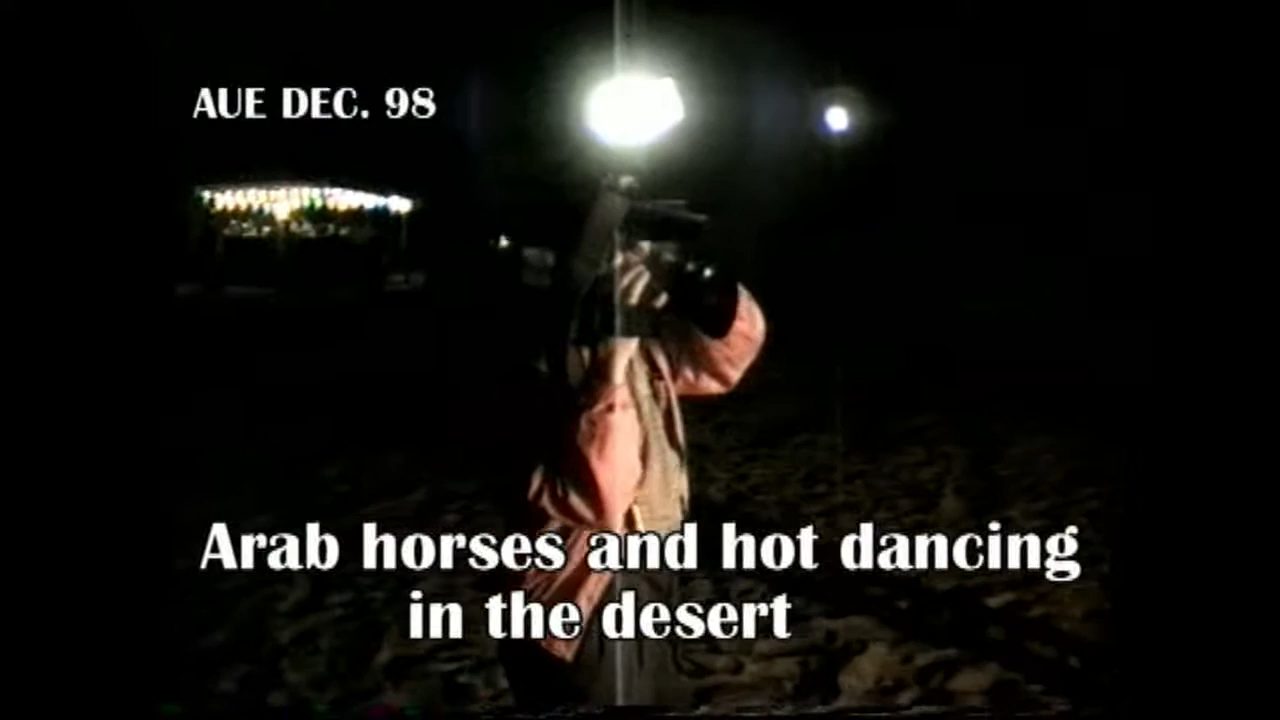 AUE DEC. 98
Arab horses and hot dancing
in the desert